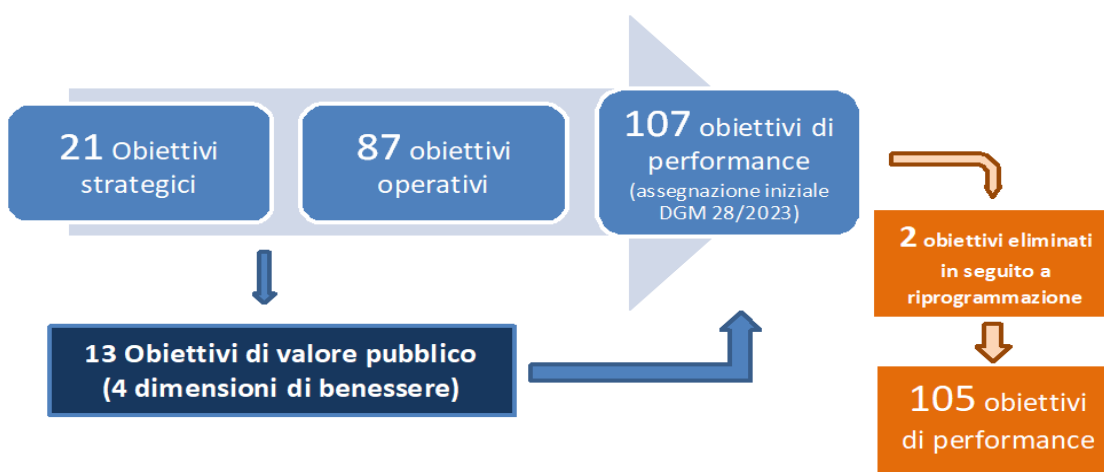 21 Obiettivi
strategici
87 obiettivi
operativi
107 obiettivi di
performance
(assegnazione iniziale
DGM 28/2023)
2 obiettivi eliminati
in seguito a
riprogrammazione
13 Obiettivi di valore pubblico
(4 dimensioni di benessere)
105 obiettivi
di performance